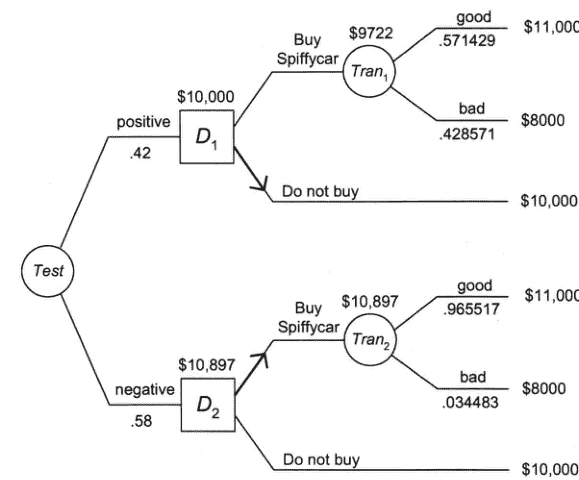 good
$11,000
.571429
Buy
Spiffycar
$9722
Tran₁
bad
$8000
.428571
$10,000
D₁
positive
.42
Do not buy
$10,000
Test
good
$11,000
.965517
Buy
Spiffycar
$10,897
Tran₂
bad
$8000
.034483
$10,897
D₂
negative
.58
Do not buy
$10,000